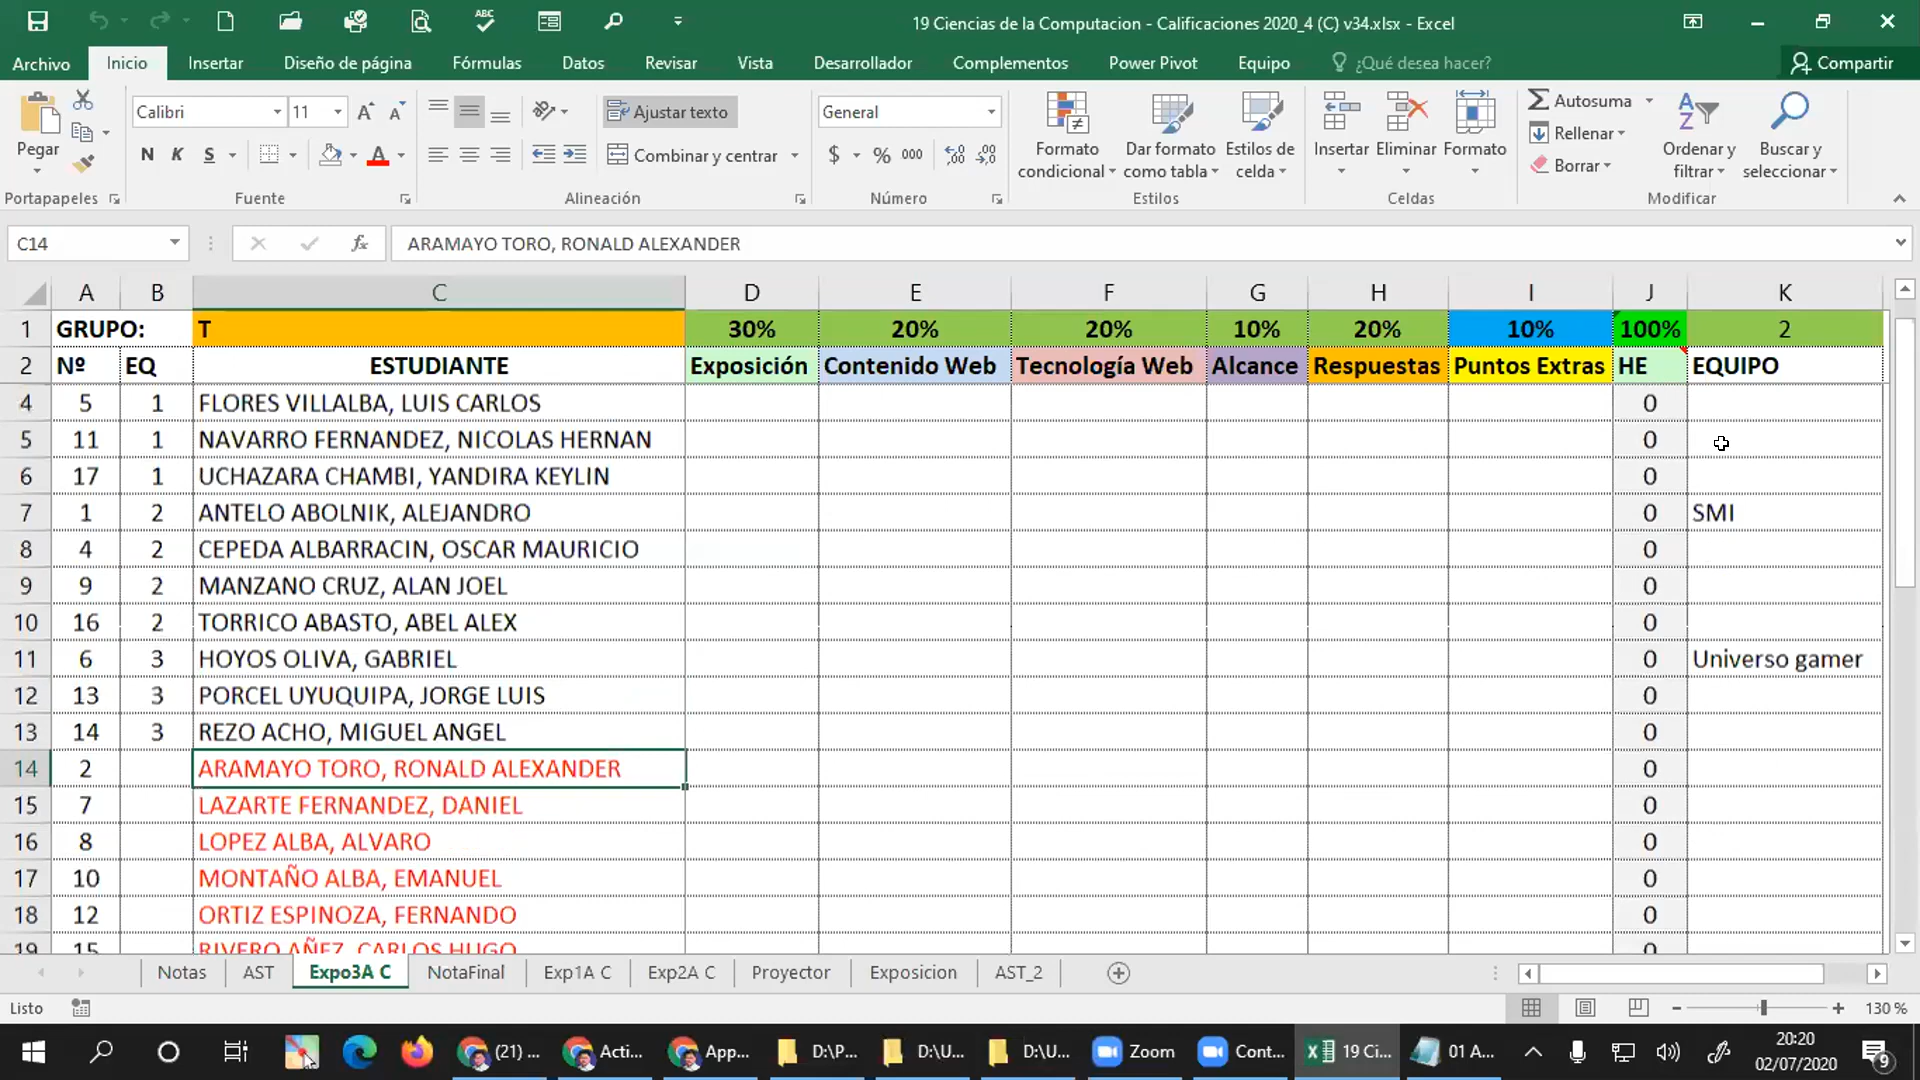 19 Ciencias de la Computacion - Calificaciones 2020_4 (C) v34.xlsx - Excel
Archivo Inicio Insertar Diseño de página Fórmulas Datos Revisar Vista Desarrollador Complementos Power Pivot Equipo ¿Qué desea hacer? Compartir
Pegar
Portapapeles
Calibri 11
N K S
Fuente
Ajustar texto
Combinar y centrar
Alineación
General
$ % 000
Número
Formato condicional
Dar formato como tabla
Estilos de celda
Estilos
Insertar Eliminar Formato
Celdas
Autosuma
Rellenar
Borrar
Ordenar y filtrar
Buscar y seleccionar
Modificar
C14 fx ARAMAYO TORO, RONALD ALEXANDER
A B C D E F G H I J K
1 GRUPO: T 30% 20% 20% 10% 20% 10% 100% 2
2 Nº EQ ESTUDIANTE Exposición Contenido Web Tecnología Web Alcance Respuestas Puntos Extras HE EQUIPO
4 5 1 FLORES VILLALBA, LUIS CARLOS 0
5 11 1 NAVARRO FERNANDEZ, NICOLAS HERNAN 0
6 17 1 UCHAZARA CHAMBI, YANDIRA KEYLIN 0
7 1 2 ANTELO ABOLNIK, ALEJANDRO 0 SMI
8 4 2 CEPEDA ALBARRACIN, OSCAR MAURICIO 0
9 9 2 MANZANO CRUZ, ALAN JOEL 0
10 16 2 TORRICO ABASTO, ABEL ALEX 0
11 6 3 HOYOS OLIVA, GABRIEL 0 Universo gamer
12 13 3 PORCEL UYUQUIPA, JORGE LUIS 0
13 14 3 REZO ACHO, MIGUEL ANGEL 0
14 2 ARAMAYO TORO, RONALD ALEXANDER 0
15 7 LAZARTE FERNANDEZ, DANIEL 0
16 8 LOPEZ ALBA, ALVARO 0
17 10 MONTAÑO ALBA, EMANUEL 0
18 12 ORTIZ ESPINOZA, FERNANDO 0
19 15 RIVERO AÑEZ, CARLOS HUGO 0
Notas AST Expo3A C NotaFinal Exp1A C Exp2A C Proyector Exposicion AST_2
Listo 130 %
(21) ... Acti... App... D:\P... D:\U... D:\U... Zoom Cont... 19 Ci... 01 A... 20:20
02/07/2020 9